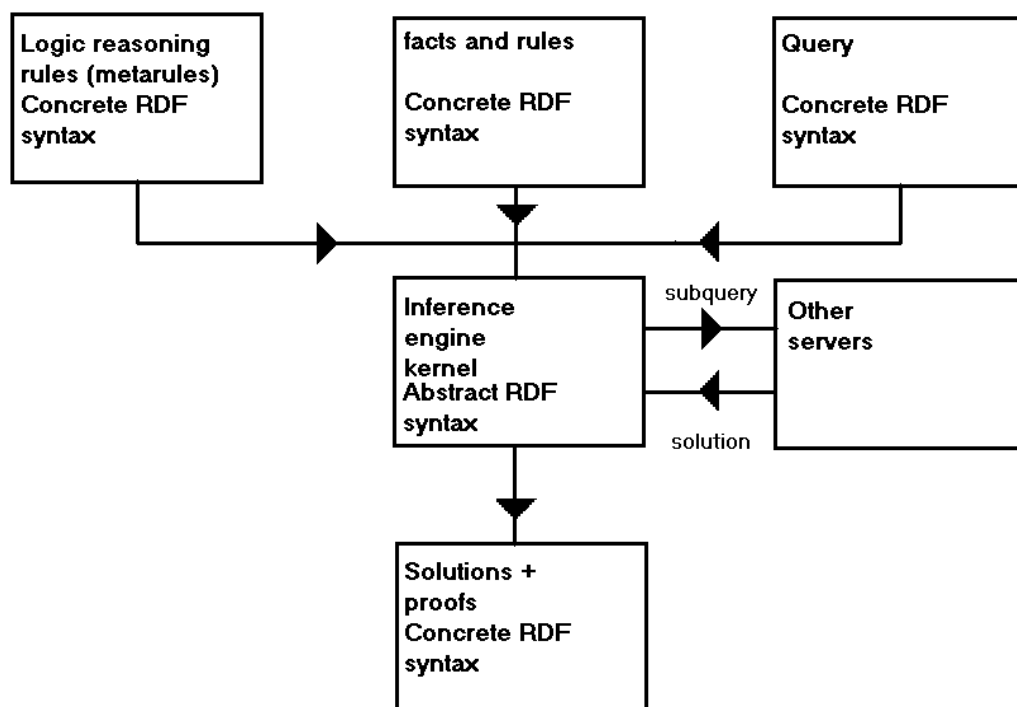 Logic reasoning
rules (metarules)
Concrete RDF
syntax
facts and rules
Concrete RDF
syntax
Query
Concrete RDF
syntax
Inference
engine
kernel
Abstract RDF
syntax
subquery
solution
Other
servers
Solutions +
proofs
Concrete RDF
syntax